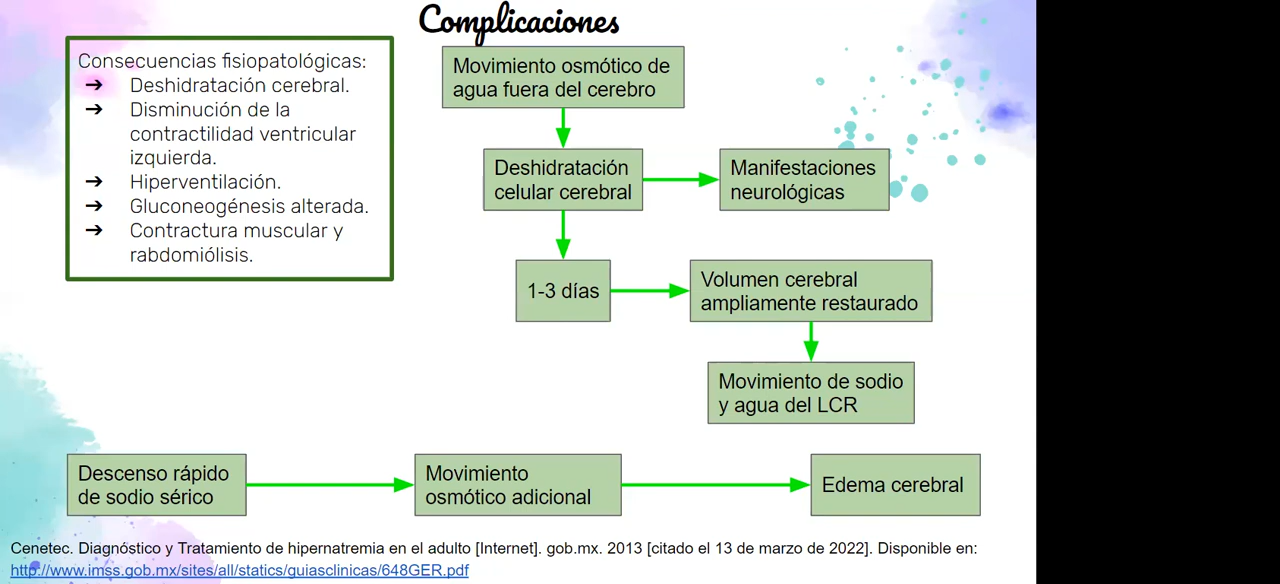 Complicaciones
Consecuencias fisiopatológicas:
➔ Deshidratación cerebral.
➔ Disminución de la
contractilidad ventricular
izquierda.
➔ Hiperventilación.
➔ Gluconeogénesis alterada.
➔ Contractura muscular y
rabdomiólisis.
Movimiento osmótico de
agua fuera del cerebro
Deshidratación
celular cerebral
Manifestaciones
neurológicas
1-3 días
Volumen cerebral
ampliamente restaurado
Movimiento de sodio
y agua del LCR
Descenso rápido
de sodio sérico
Movimiento
osmótico adicional
Edema cerebral
Cenetec. Diagnóstico y Tratamiento de hipernatremia en el adulto [Internet]. gob.mx. 2013 [citado el 13 de marzo de 2022]. Disponible en:
http://www.imss.gob.mx/sites/all/statics/guiasclinicas/648GER.pdf